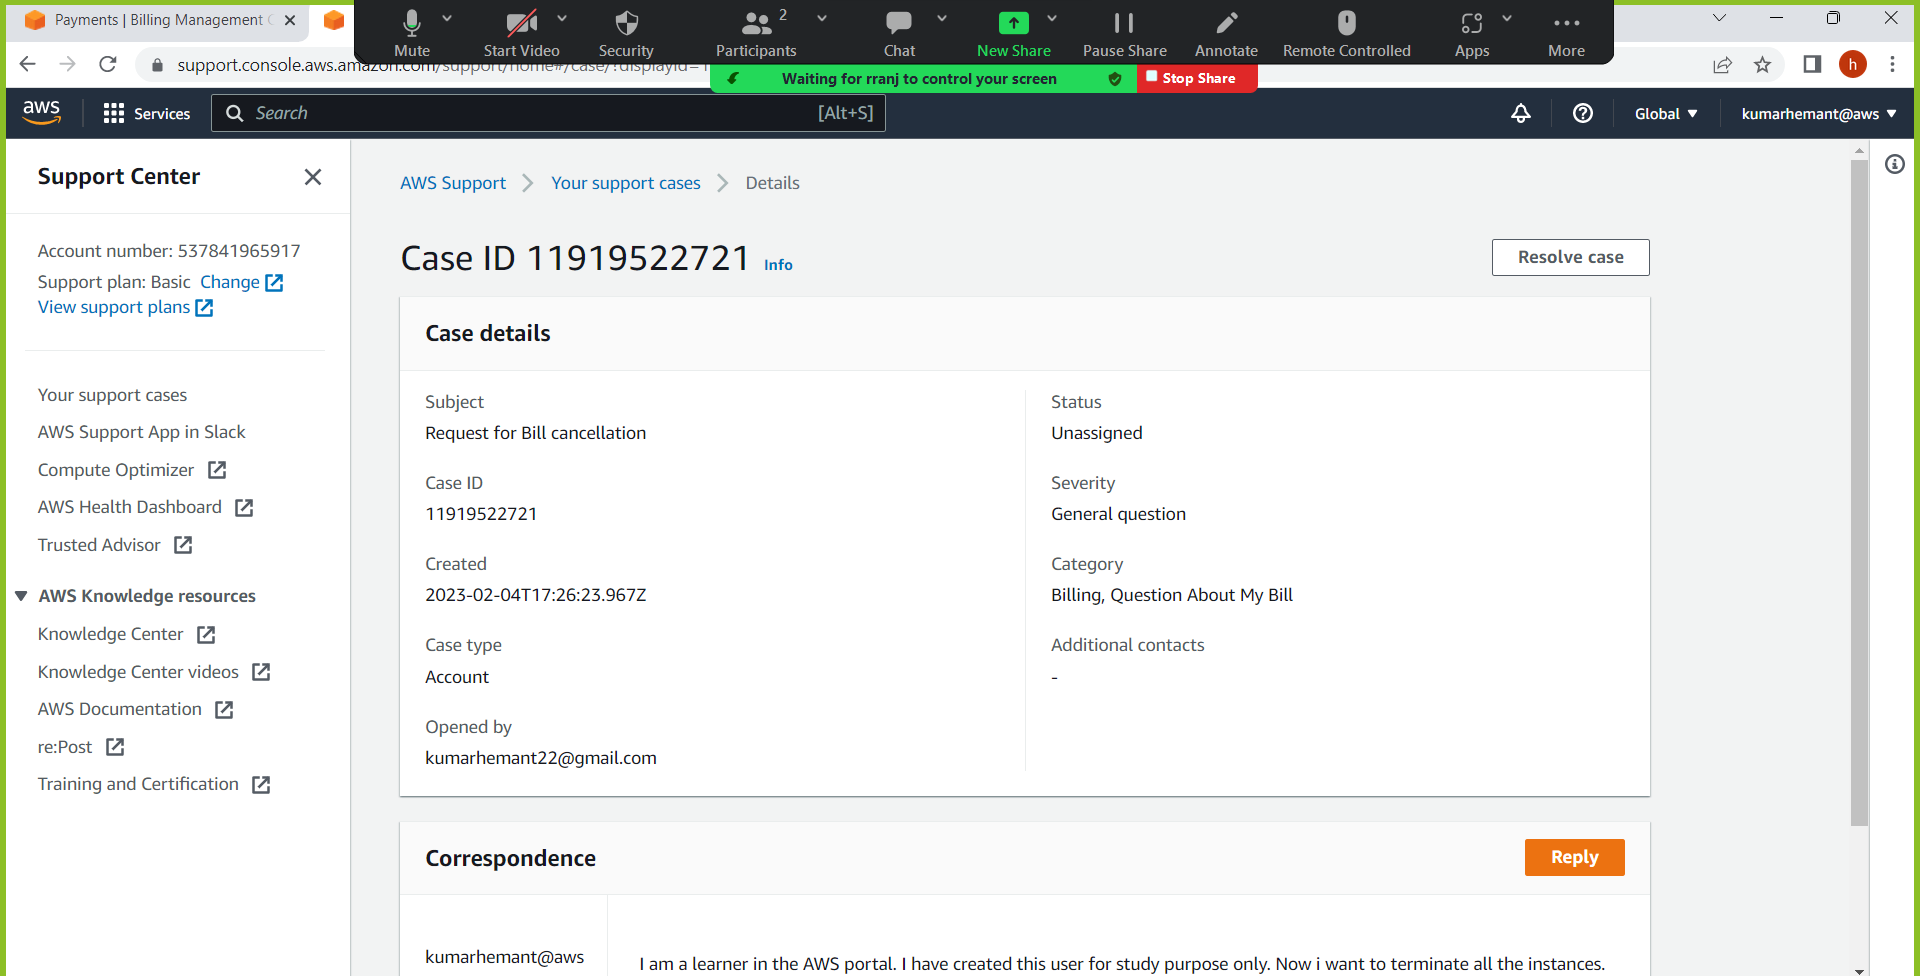 Payments | Billing Management C
Mute
Start Video
Security
Participants
2
Chat
New Share
Pause Share
Annotate
Remote Controlled
Apps
More
support.console.aws.amazon.com/support/home#/case/?displayId=
Waiting for rranj to control your screen
Stop Share
h
aws
Services
Search
[Alt+S]
Global
kumarhemant@aws
Support Center
Account number: 537841965917
Support plan: Basic Change
View support plans
Your support cases
AWS Support App in Slack
Compute Optimizer
AWS Health Dashboard
Trusted Advisor
AWS Knowledge resources
Knowledge Center
Knowledge Center videos
AWS Documentation
re:Post
Training and Certification
AWS Support
Your support cases
Details
Case ID 11919522721 Info
Resolve case
Case details
Subject
Request for Bill cancellation
Case ID
11919522721
Created
2023-02-04T17:26:23.967Z
Case type
Account
Opened by
kumarhemant22@gmail.com
Status
Unassigned
Severity
General question
Category
Billing, Question About My Bill
Additional contacts
-
Correspondence
Reply
kumarhemant@aws
I am a learner in the AWS portal. I have created this user for study purpose only. Now i want to terminate all the instances.